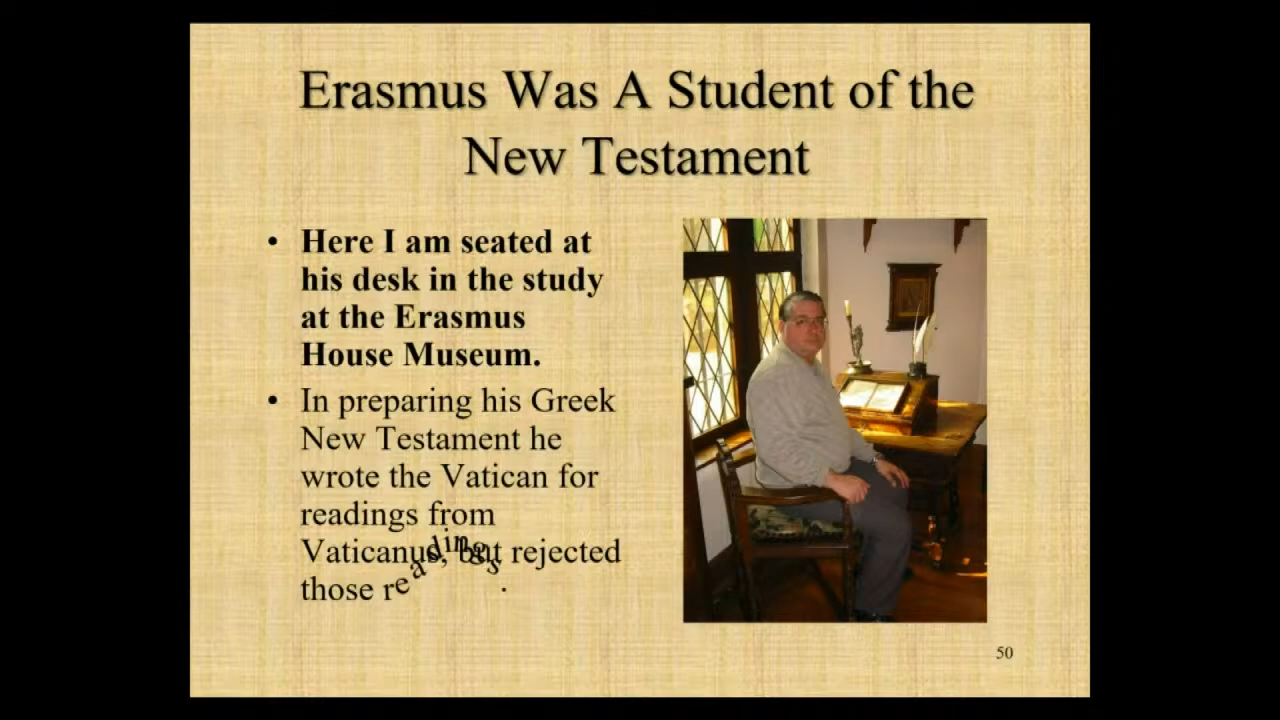 Erasmus Was A Student of the
New Testament
• Here I am seated at
his desk in the study
at the Erasmus
House Museum.
• In preparing his Greek
New Testament he
wrote the Vatican for
readings from
Vaticanus, but rejected
those readings.
50